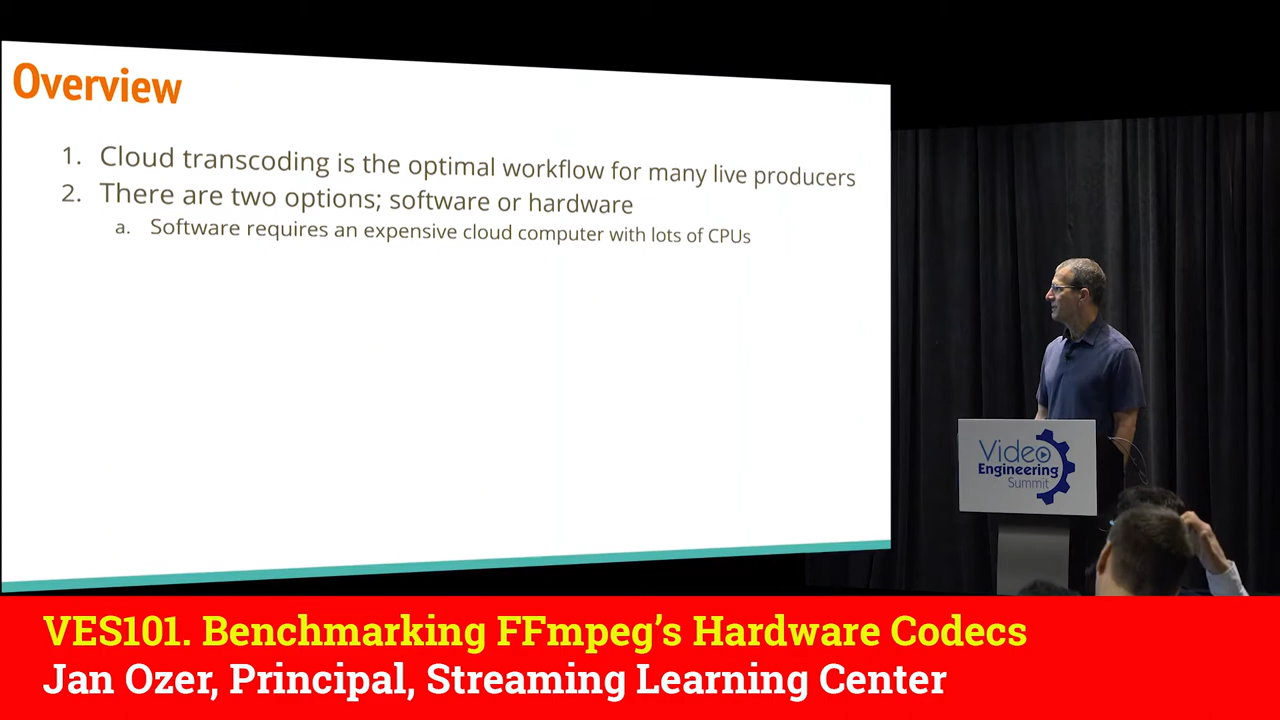 Overview
1. Cloud transcoding is the optimal workflow for many live producers
2. There are two options; software or hardware
a. Software requires an expensive cloud computer with lots of CPUs
Video
Engineering
Summit
VES101. Benchmarking FFmpeg's Hardware Codecs
Jan Ozer, Principal, Streaming Learning Center